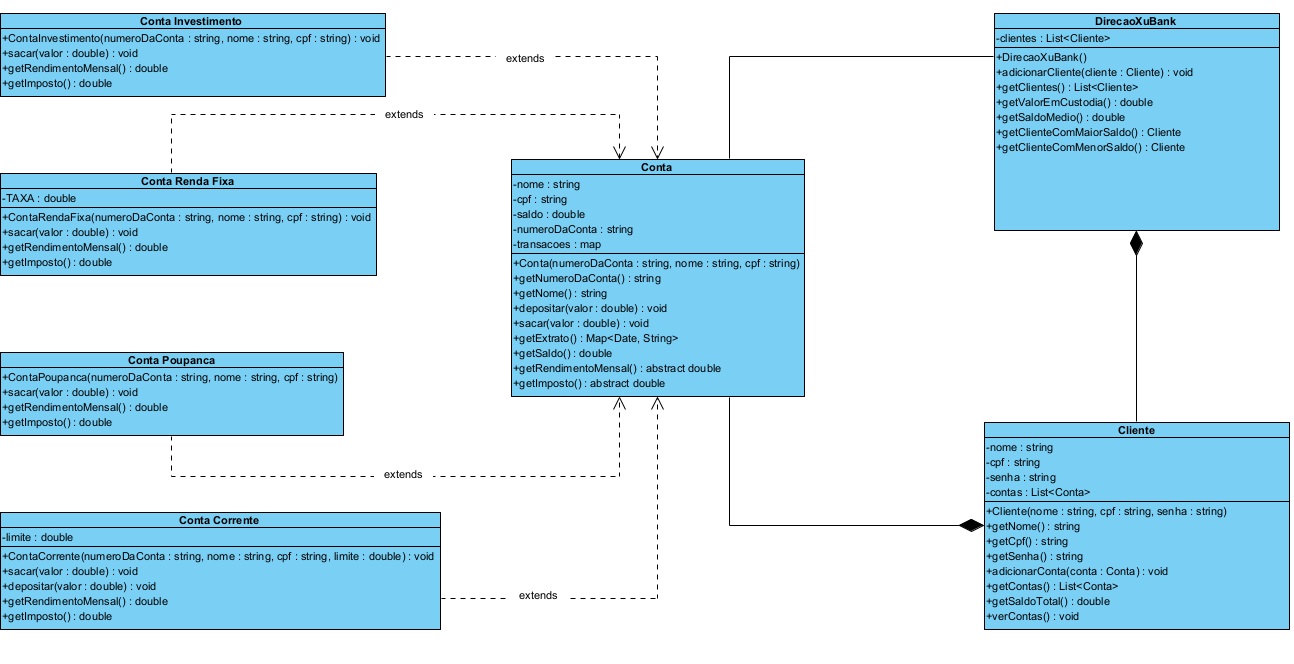 Conta Investimento
+ContaInvestimento(numeroDaConta : string, nome : string, cpf : string) : void
+sacar(valor : double) : void
+getRendimentoMensal() : double
+getImposto() : double
extends
extends
Conta Renda Fixa
-TAXA : double
+ContaRendaFixa(numeroDaConta : string, nome : string, cpf : string) : void
+sacar(valor : double) : void
+getRendimentoMensal() : double
+getImposto() : double
Conta Poupanca
+ContaPoupanca(numeroDaConta : string, nome : string, cpf : string)
+sacar(valor : double) : void
+getRendimentoMensal() : double
+getImposto() : double
extends
Conta Corrente
-limite : double
+ContaCorrente(numeroDaConta : string, nome : string, cpf : string, limite : double) : void
+sacar(valor : double) : void
+depositar(valor : double) : void
+getRendimentoMensal() : double
+getImposto() : double
extends
Conta
-nome : string
-cpf : string
-saldo : double
-numeroDaConta : string
-transacoes : map
+Conta(numeroDaConta : string, nome : string, cpf : string)
+getNumeroDaConta() : string
+getNome() : string
+depositar(valor : double) : void
+sacar(valor : double) : void
+getExtrato() : Map<Date, String>
+getSaldo() : double
+getRendimentoMensal() : abstract double
+getImposto() : abstract double
DirecaoXuBank
-clientes : List<Cliente>
+DirecaoXuBank()
+adicionarCliente(cliente : Cliente) : void
+getClientes() : List<Cliente>
+getValorEmCustodia() : double
+getSaldoMedio() : double
+getClienteComMaiorSaldo() : Cliente
+getClienteComMenorSaldo() : Cliente
Cliente
-nome : string
-cpf : string
-senha : string
-contas : List<Conta>
+Cliente(nome : string, cpf : string, senha : string)
+getNome() : string
+getCpf() : string
+getSenha() : string
+adicionarConta(conta : Conta) : void
+getContas() : List<Conta>
+getSaldoTotal() : double
+verContas() : void